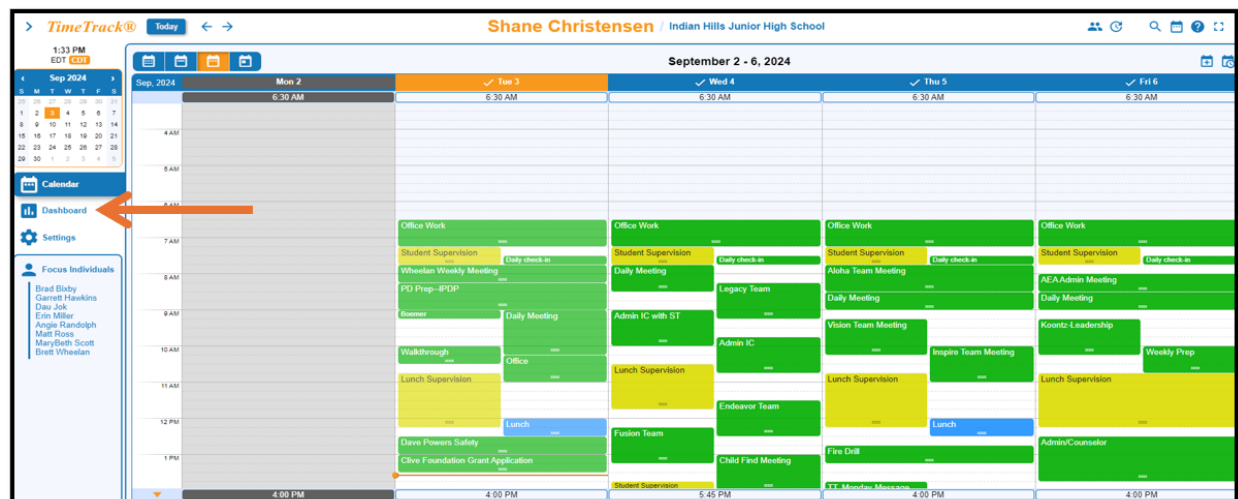 TimeTrack®
Today
Shane Christensen / Indian Hills Junior High School
1:33 PM
EDT CDT
Sep 2024
S M T W T F S
25 26 27 28 29 30 31
1 2 3 4 5 6 7
8 9 10 11 12 13 14
15 16 17 18 19 20 21
22 23 24 25 26 27 28
29 30 1 2 3 4 5
Calendar
Dashboard
Settings
Focus Individuals
Brad Bixby
Garrett Hawkins
Dau Jok
Erin Miller
Angie Randolph
Matt Ross
MaryBeth Scott
Brett Wheelan
September 2 - 6, 2024
Sep, 2024 Mon 2 Tue 3 Wed 4 Thu 5 Fri 6
6:30 AM 6:30 AM 6:30 AM 6:30 AM 6:30 AM
4 AM
5 AM
7 AM
8 AM
9 AM
10 AM
11 AM
12 PM
1 PM
Office Work
Student Supervision
Daily check-in
Wheelan Weekly Meeting
PD Prep--IPDP
Boomer
Daily Meeting
Walkthrough
Office
Lunch Supervision
Lunch
Dave Powers Safety
Clive Foundation Grant Application
Office Work
Student Supervision
Daily check-in
Daily Meeting
Legacy Team
Admin IC with ST
Admin IC
Lunch Supervision
Endeavor Team
Fusion Team
Child Find Meeting
Student Supervision
Office Work
Student Supervision
Daily check-in
Aloha Team Meeting
Daily Meeting
Vision Team Meeting
Inspire Team Meeting
Lunch Supervision
Lunch
Fire Drill
TT, Monday Message
Office Work
Student Supervision
Daily check-in
AEA Admin Meeting
Daily Meeting
Koontz-Leadership
Weekly Prep
Lunch Supervision
Admin/Counselor
4:00 PM 4:00 PM 5:45 PM 4:00 PM 4:00 PM